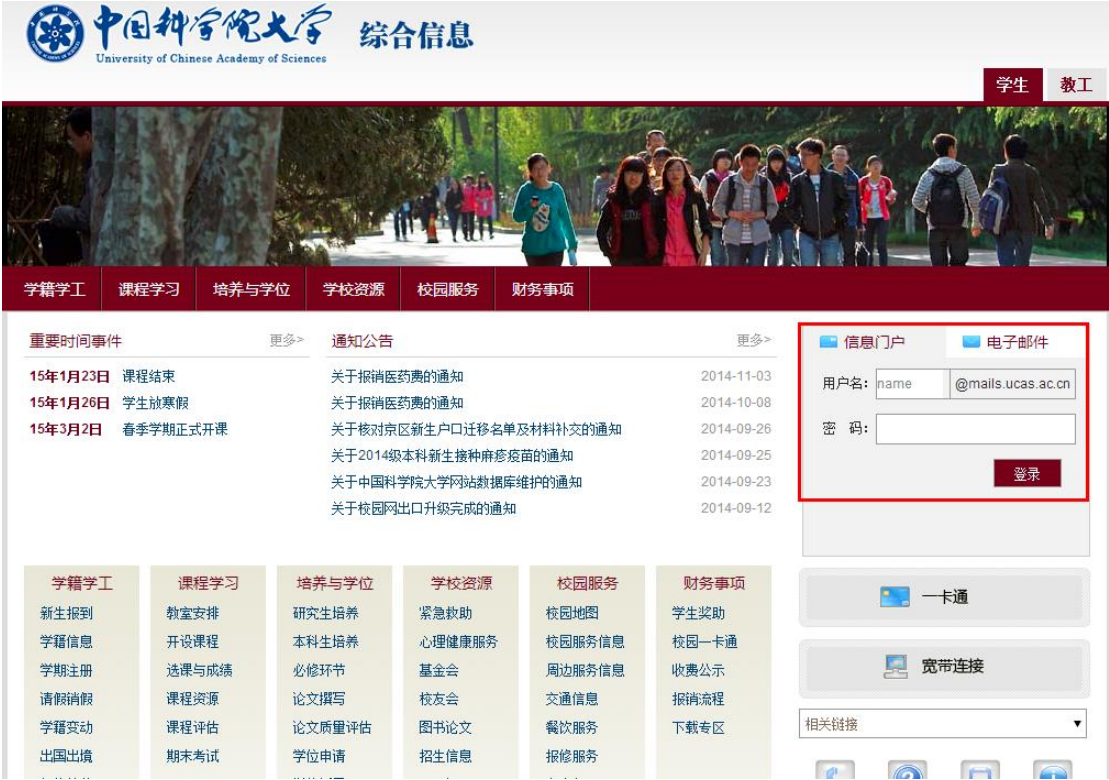 中国科学院大学 综合信息
University of Chinese Academy of Sciences
学生 教工
学籍学工 课程学习 培养与学位 学校资源 校园服务 财务事项
重要时间事件 更多>
15年1月23日 课程结束
15年1月26日 学生放寒假
15年3月2日 春季学期正式开课
通知公告 更多>
关于报销医药费的通知 2014-11-03
关于报销医药费的通知 2014-10-08
关于核对京区新生户口迁移名单及材料补交的通知 2014-09-26
关于2014级本科新生接种麻疹疫苗的通知 2014-09-25
关于中国科学院大学网站数据库维护的通知 2014-09-23
关于校园网出口升级完成的通知 2014-09-12
信息门户 电子邮件
用户名: name @mails.ucas.ac.cn
密 码:
登录
学籍学工 课程学习 培养与学位 学校资源 校园服务 财务事项
新生报到 教室安排 研究生培养 紧急救助 校园地图 学生奖助
学籍信息 开设课程 本科生培养 心理健康服务 校园服务信息 校园一卡通
学期注册 选课与成绩 必修环节 基金会 周边服务信息 收费公示
请假销假 课程资源 论文撰写 校友会 交通信息 报销流程
学籍变动 课程评估 论文质量评估 图书论文 餐饮服务 下载专区
出国出境 期末考试 学位申请 招生信息 报修服务
一卡通
宽带连接
相关链接